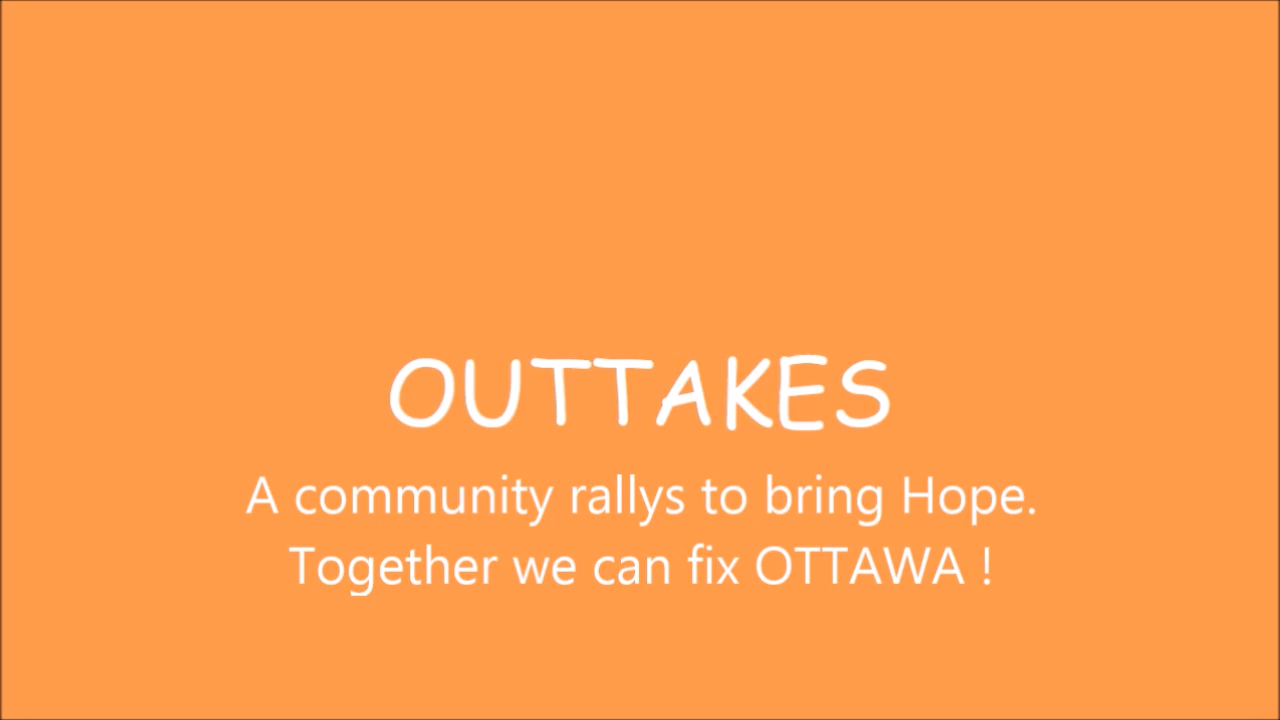 OUTTAKES
A community rallys to bring Hope.
Together we can fix OTTAWA !